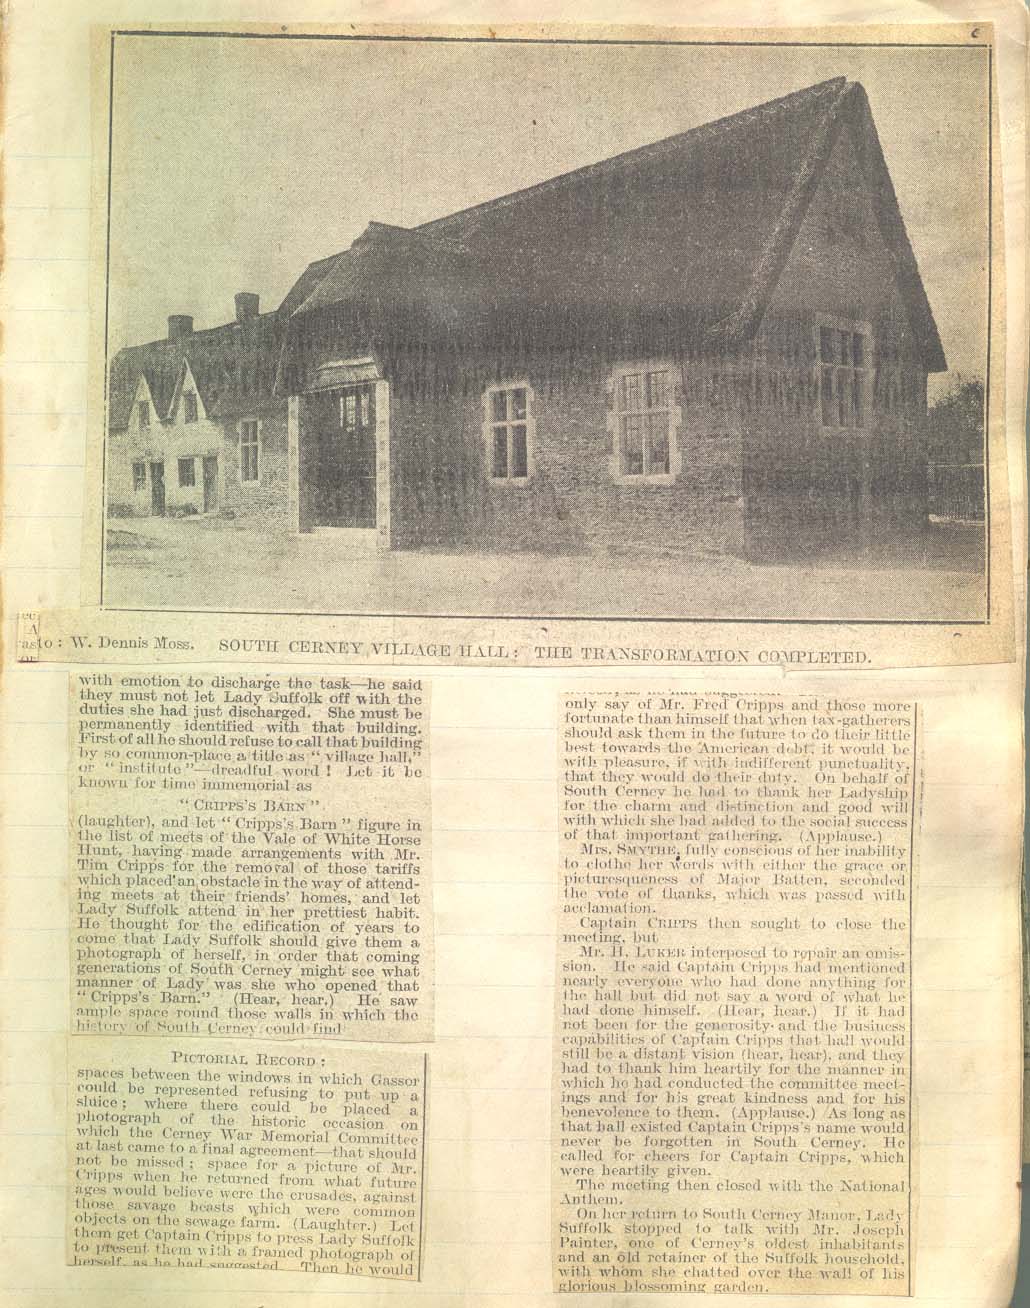 to : W. Dennis Moss. SOUTH CERNEY VILLAGE HALL: THE TRANSFORMATION COMPLETED.
with emotion to discharge the task—he said
they must not let Lady Suffolk off with the
duties she had just discharged. She must be
permanently identified with that building.
First of all he should refuse to call that building
by so common-place a title as “ village hall,”
or “ institute ”—dreadful word ! Let it be
known for time immemorial as
“ CRIPPS'S BARN ”
(laughter), and let “ Cripps's Barn ” figure in
the list of meets of the Vale of White Horse
Hunt, having made arrangements with Mr.
Tim Cripps for the removal of those tariffs
which placed an obstacle in the way of attend-
ing meets at their friends' homes, and let
Lady Suffolk attend in her prettiest habit.
He thought for the edification of years to
come that Lady Suffolk should give them a
photograph of herself, in order that coming
generations of South Cerney might see what
manner of Lady was she who opened that
“ Cripps's Barn.” (Hear, hear.) He saw
ample space round those walls in which the
history of South Cerney could find
PICTORIAL RECORD :
spaces between the windows in which Gassor
could be represented refusing to put up a
sluice ; where there could be placed a
photograph of the historic occasion on
which the Cerney War Memorial Committee
at last came to a final agreement—that should
not be missed ; space for a picture of Mr.
Cripps when he returned from what future
ages would believe were the crusades, against
those savage beasts which were common
objects on the sewage farm. (Laughter.) Let
them get Captain Cripps to press Lady Suffolk
to present them with a framed photograph of
herself, as he had suggested. Then he would
only say of Mr. Fred Cripps and those more
fortunate than himself that when tax-gatherers
should ask them in the future to do their little
best towards the American debt, it would be
with pleasure, if with indifferent punctuality,
that they would do their duty. On behalf of
South Cerney he had to thank her Ladyship
for the charm and distinction and good will
with which she had added to the social success
of that important gathering. (Applause.)
Mrs. SMYTHE, fully conscious of her inability
to clothe her words with either the grace or
picturesqueness of Major Batten, seconded
the vote of thanks, which was passed with
acclamation.
Captain CRIPPS then sought to close the
meeting, but
Mr. H. LUKER interposed to repair an omis-
sion. He said Captain Cripps had mentioned
nearly everyone who had done anything for
the hall but did not say a word of what he
had done himself. (Hear, hear.) If it had
not been for the generosity and the business
capabilities of Captain Cripps that hall would
still be a distant vision (hear, hear), and they
had to thank him heartily for the manner in
which he had conducted the committee meet-
ings and for his great kindness and for his
benevolence to them. (Applause.) As long as
that hall existed Captain Cripps's name would
never be forgotten in South Cerney. He
called for cheers for Captain Cripps, which
were heartily given.
The meeting then closed with the National
Anthem.
On her return to South Cerney Manor, Lady
Suffolk stopped to talk with Mr. Joseph
Painter, one of Cerney's oldest inhabitants
and an old retainer of the Suffolk household,
with whom she chatted over the wall of his
glorious blossoming garden.